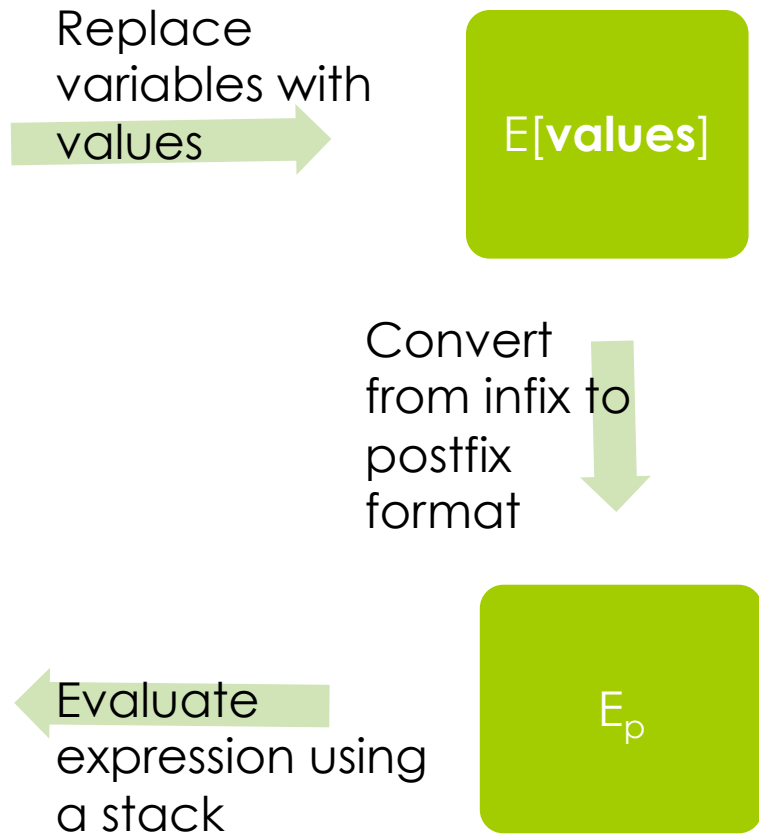 Replace
variables with
values
E[values]
Convert
from infix to
postfix
format
Evaluate
expression using
a stack
Eₚ